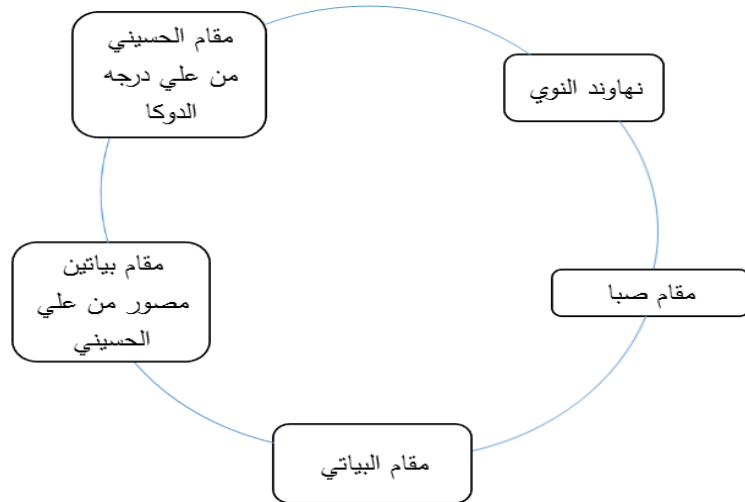 مقام الحسيني
من علي درجه
الدوكا
نهاوند النوي
مقام بياتين
مصور من علي
الحسيني
مقام صبا
مقام البياتي